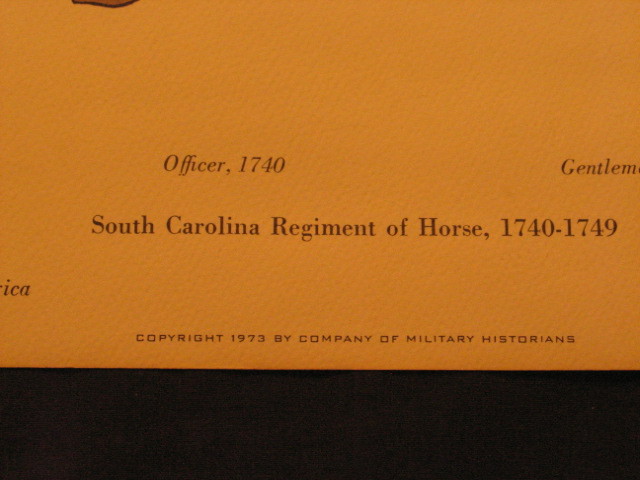 Officer, 1740
South Carolina Regiment of Horse, 1740-1749
COPYRIGHT 1973 BY COMPANY OF MILITARY HISTORIANS